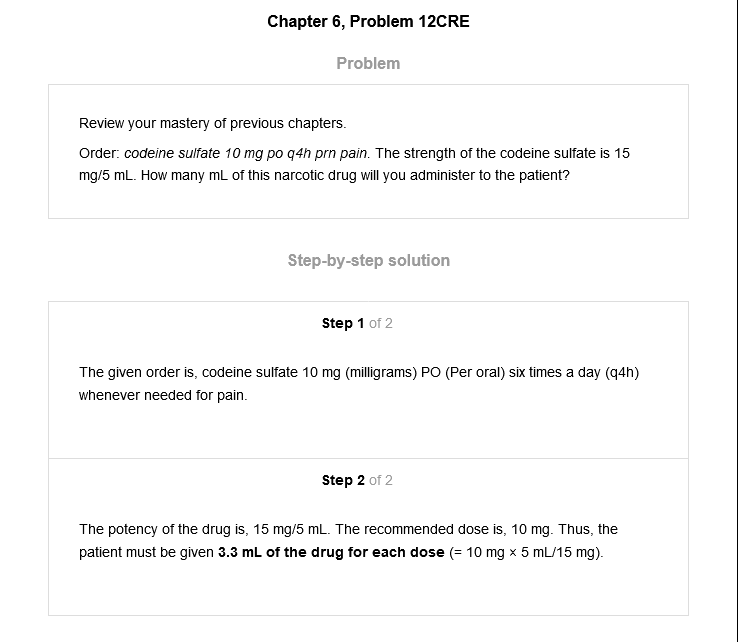 Chapter 6, Problem 12CRE
Problem
Review your mastery of previous chapters.
Order: codeine sulfate 10 mg po q4h prn pain. The strength of the codeine sulfate is 15
mg/5 mL. How many mL of this narcotic drug will you administer to the patient?
Step-by-step solution
Step 1 of 2
The given order is, codeine sulfate 10 mg (milligrams) PO (Per oral) six times a day (q4h)
whenever needed for pain.
Step 2 of 2
The potency of the drug is, 15 mg/5 mL. The recommended dose is, 10 mg. Thus, the
patient must be given 3.3 mL of the drug for each dose (= 10 mg × 5 mL/15 mg).